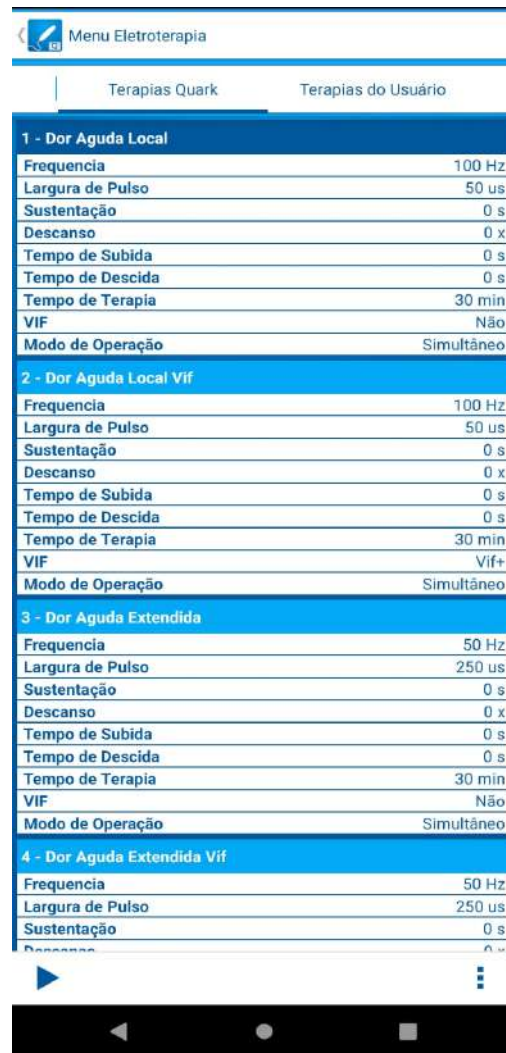 Menu Eletroterapia
Terapias Quark Terapias do Usuário
1 - Dor Aguda Local
Frequencia 100 Hz
Largura de Pulso 50 us
Sustentação 0 s
Descanso 0 x
Tempo de Subida 0 s
Tempo de Descida 0 s
Tempo de Terapia 30 min
VIF Não
Modo de Operação Simultâneo
2 - Dor Aguda Local Vif
Frequencia 100 Hz
Largura de Pulso 50 us
Sustentação 0 s
Descanso 0 x
Tempo de Subida 0 s
Tempo de Descida 0 s
Tempo de Terapia 30 min
VIF Vif+
Modo de Operação Simultâneo
3 - Dor Aguda Extendida
Frequencia 50 Hz
Largura de Pulso 250 us
Sustentação 0 s
Descanso 0 x
Tempo de Subida 0 s
Tempo de Descida 0 s
Tempo de Terapia 30 min
VIF Não
Modo de Operação Simultâneo
4 - Dor Aguda Extendida Vif
Frequencia 50 Hz
Largura de Pulso 250 us
Sustentação 0 s
Descanso 0 x